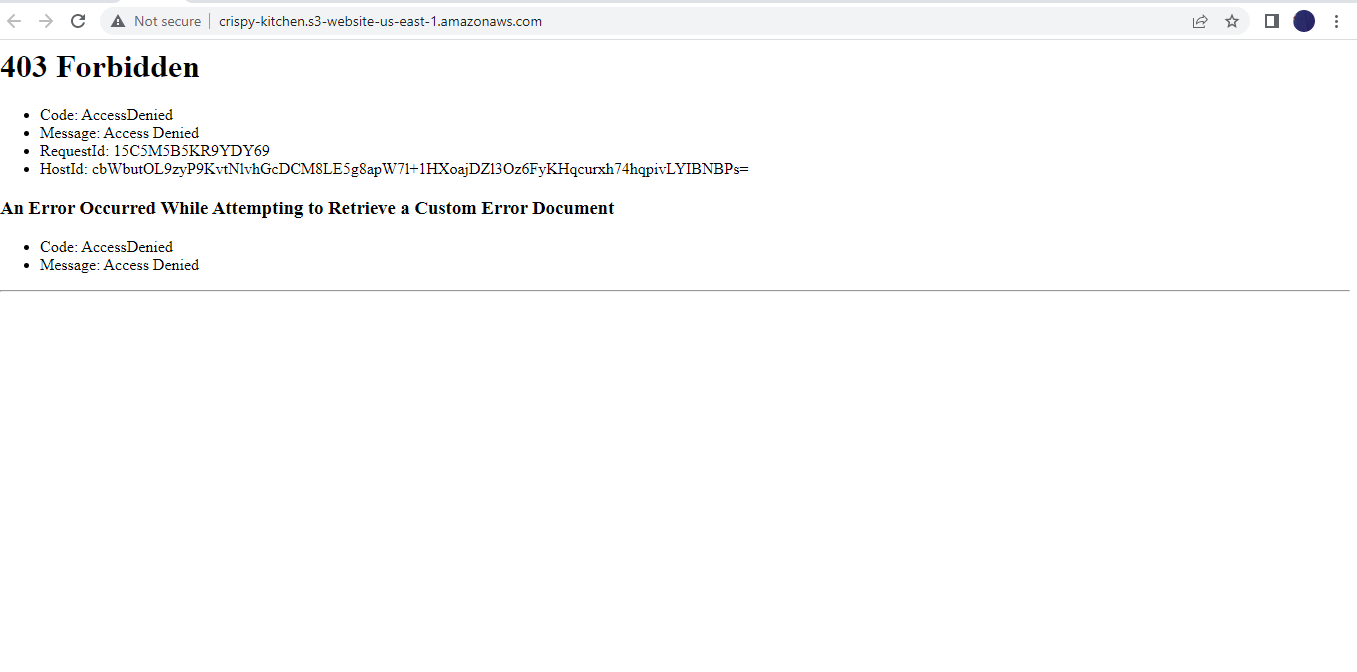 Not secure crispy-kitchen.s3-website-us-east-1.amazonaws.com
403 Forbidden
Code: AccessDenied
Message: Access Denied
RequestId: 15C5M5B5KR9YDY69
HostId: cbWbutOL9zyP9KvtNlvhGcDCM8LE5g8apW7l+1HXoajDZl3Oz6FyKHqcurxh74hqpivLYIBNBPs=
An Error Occurred While Attempting to Retrieve a Custom Error Document
Code: AccessDenied
Message: Access Denied